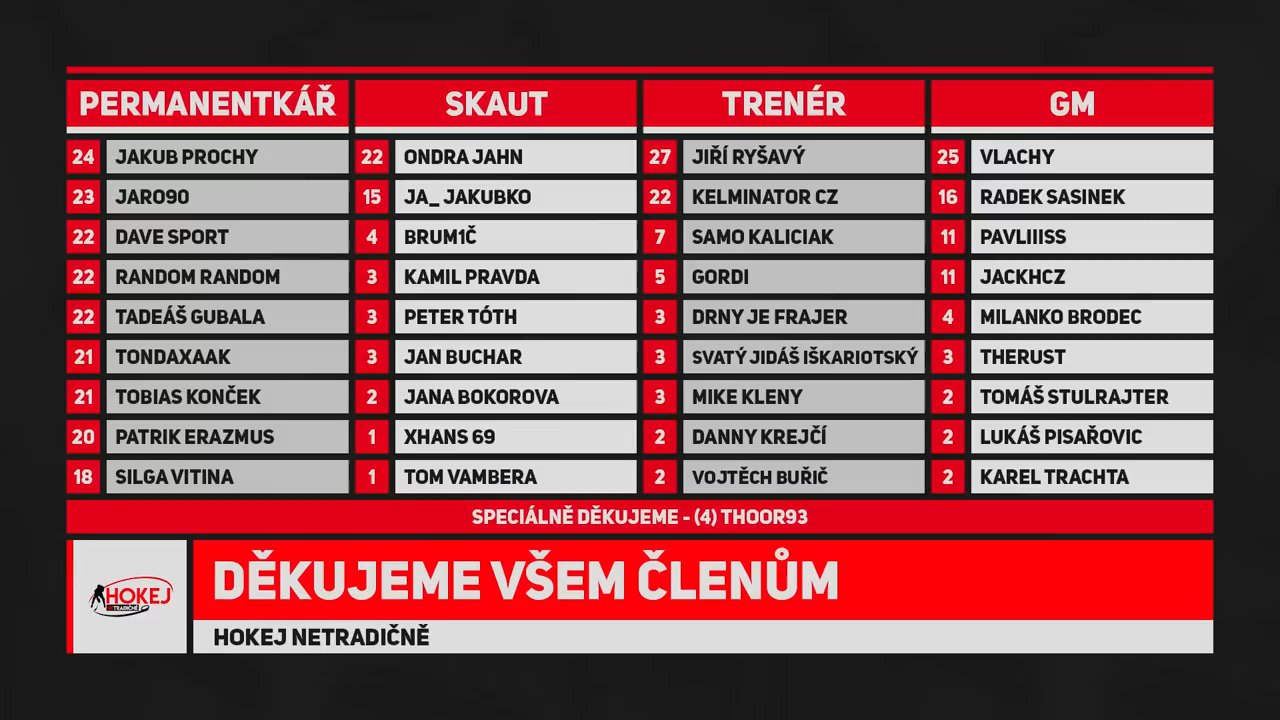 PERMANENTKÁŘ SKAUT TRENÉR GM
24 JAKUB PROCHY 22 ONDRA JAHN 27 JIŘÍ RYŠAVÝ 25 VLACHY
23 JARO90 15 JA_ JAKUBKO 22 KELMINATOR CZ 16 RADEK SASINEK
22 DAVE SPORT 4 BRUM1Č 7 SAMO KALICIAK 11 PAVLIIISS
22 RANDOM RANDOM 3 KAMIL PRAVDA 5 GORDI 11 JACKHCZ
22 TADEÁŠ GUBALA 3 PETER TÓTH 3 DRNY JE FRAJER 4 MILANKO BRODEC
21 TONDAXAAK 3 JAN BUCHAR 3 SVATÝ JIDÁŠ IŠKARIOTSKÝ 3 THERUST
21 TOBIAS KONČEK 2 JANA BOKOROVA 3 MIKE KLENY 2 TOMÁŠ STULRAJTER
20 PATRIK ERAZMUS 1 XHANS 69 2 DANNY KREJČÍ 2 LUKÁŠ PISAŘOVIC
18 SILGA VITINA 1 TOM VAMBERA 2 VOJTĚCH BUŘIČ 2 KAREL TRACHTA
SPECIÁLNĚ DĚKUJEME - (4) THOOR93
DĚKUJEME VŠEM ČLENŮM
HOKEJ NETRADIČNĚ
HOKEJ
NETRADIČNĚ